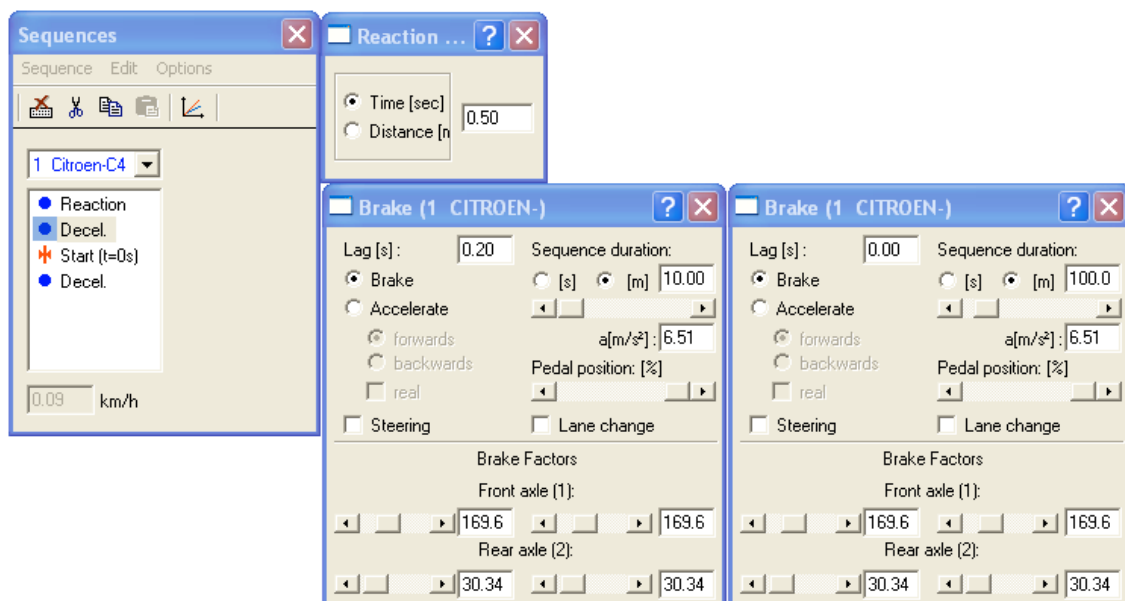 Sequences
Sequence Edit Options
1 Citroen-C4
Reaction
Decel.
Start (t=0s)
Decel.
0.09 km/h
Reaction ...
Time [sec]
Distance [n
0.50
Brake (1 CITROEN-)
Lag [s] : 0.20 Sequence duration:
Brake [s] [m] 10.00
Accelerate
forwards a[m/s²] : 6.51
backwards Pedal position: [%]
real
Steering Lane change
Brake Factors
Front axle (1):
169.6 169.6
Rear axle (2):
30.34 30.34
Brake (1 CITROEN-)
Lag [s] : 0.00 Sequence duration:
Brake [s] [m] 100.0
Accelerate
forwards a[m/s²] : 6.51
backwards Pedal position: [%]
real
Steering Lane change
Brake Factors
Front axle (1):
169.6 169.6
Rear axle (2):
30.34 30.34